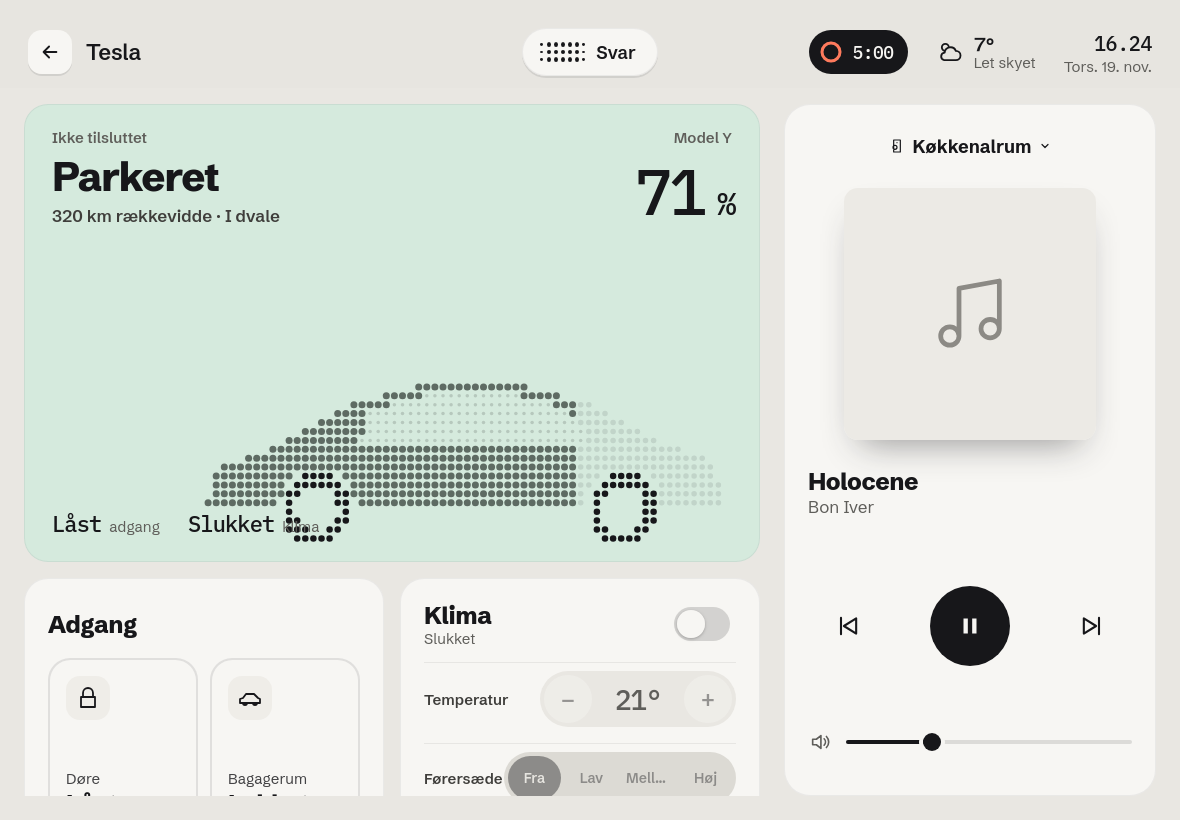 Tesla
Svar
5:00
7°
Let skyet
16.24
Tors. 19. nov.
Ikke tilsluttet
Parkeret
320 km rækkevidde · I dvale
Model Y
71 %
Låst adgang
Slukket klima
Køkkenalrum
Holocene
Bon Iver
Adgang
Døre
Bagagerum
Klima
Slukket
Temperatur
− 21° +
Førersæde
Fra Lav Mell... Høj